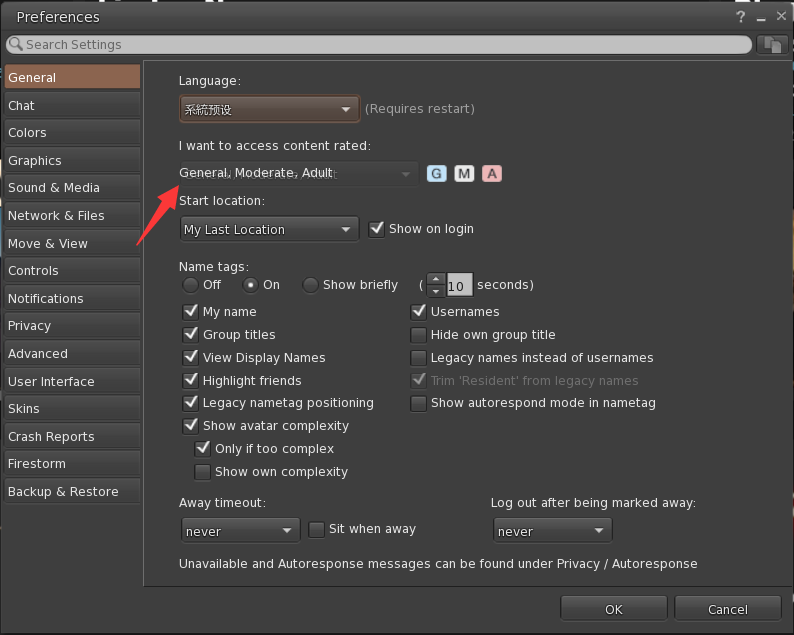 Preferences
Search Settings
General
Chat
Colors
Graphics
Sound & Media
Network & Files
Move & View
Controls
Notifications
Privacy
Advanced
User Interface
Skins
Crash Reports
Firestorm
Backup & Restore
Language:
系統预设 (Requires restart)
I want to access content rated:
General, Moderate, Adult G M A
Start location:
My Last Location Show on login
Name tags:
Off On Show briefly ( 10 seconds)
My name Usernames
Group titles Hide own group title
View Display Names Legacy names instead of usernames
Highlight friends Trim 'Resident' from legacy names
Legacy nametag positioning Show autorespond mode in nametag
Show avatar complexity
Only if too complex
Show own complexity
Away timeout: Log out after being marked away:
never Sit when away never
Unavailable and Autoresponse messages can be found under Privacy / Autoresponse
OK Cancel